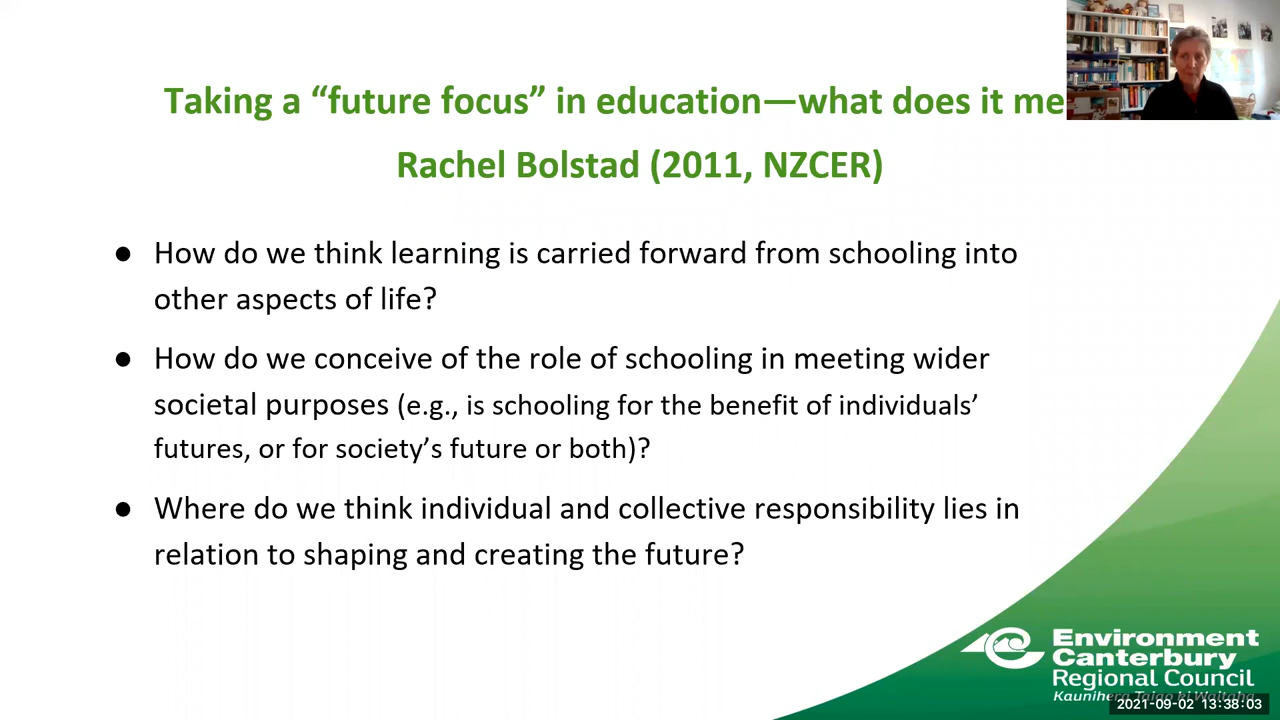 Taking a “future focus” in education—what does it me
Rachel Bolstad (2011, NZCER)
● How do we think learning is carried forward from schooling into
other aspects of life?
● How do we conceive of the role of schooling in meeting wider
societal purposes (e.g., is schooling for the benefit of individuals’
futures, or for society’s future or both)?
● Where do we think individual and collective responsibility lies in
relation to shaping and creating the future?
Environment
Canterbury
Regional Council
Kaunihera Taiao ki Waitaha
2021-09-02 13:38:03